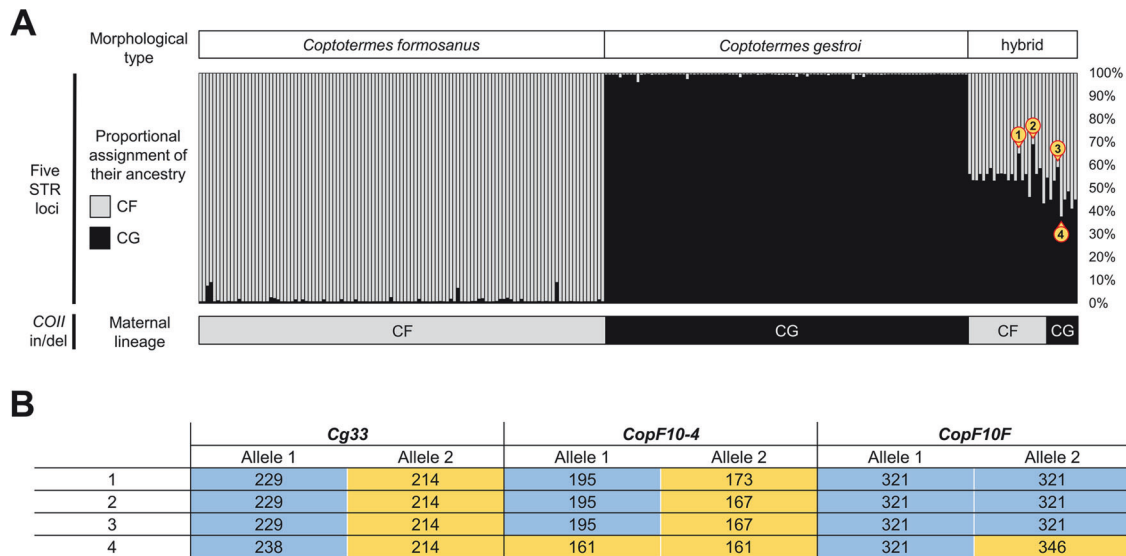 A
Morphological type
Coptotermes formosanus
Coptotermes gestroi
hybrid
Five STR loci
Proportional assignment of their ancestry
CF
CG
100%
90%
80%
70%
60%
50%
40%
30%
20%
10%
0%
1
2
3
4
COII in/del
Maternal lineage
CF
CG
CF
CG
B
Cg33 CopF10-4 CopF10F
Allele 1 Allele 2 Allele 1 Allele 2 Allele 1 Allele 2
1 229 214 195 173 321 321
2 229 214 195 167 321 321
3 229 214 195 167 321 321
4 238 214 161 161 321 346